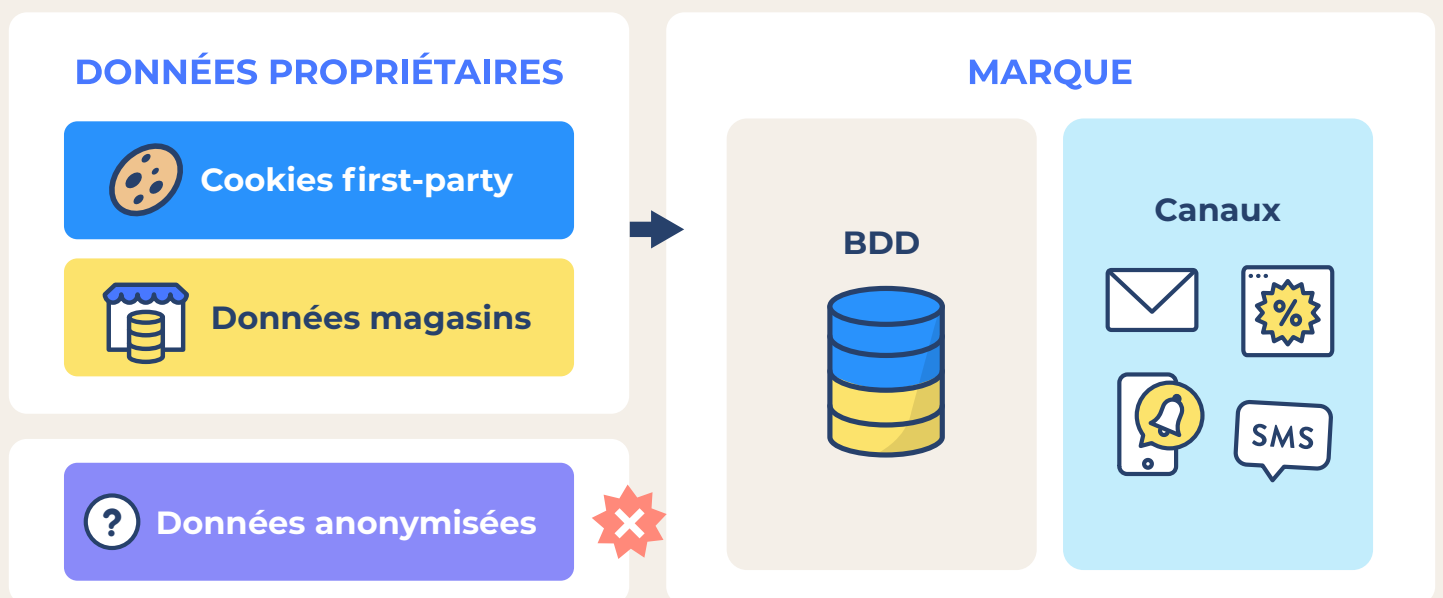 DONNÉES PROPRIÉTAIRES
Cookies first-party
Données magasins
?
Données anonymisées
MARQUE
BDD
Canaux
%
SMS